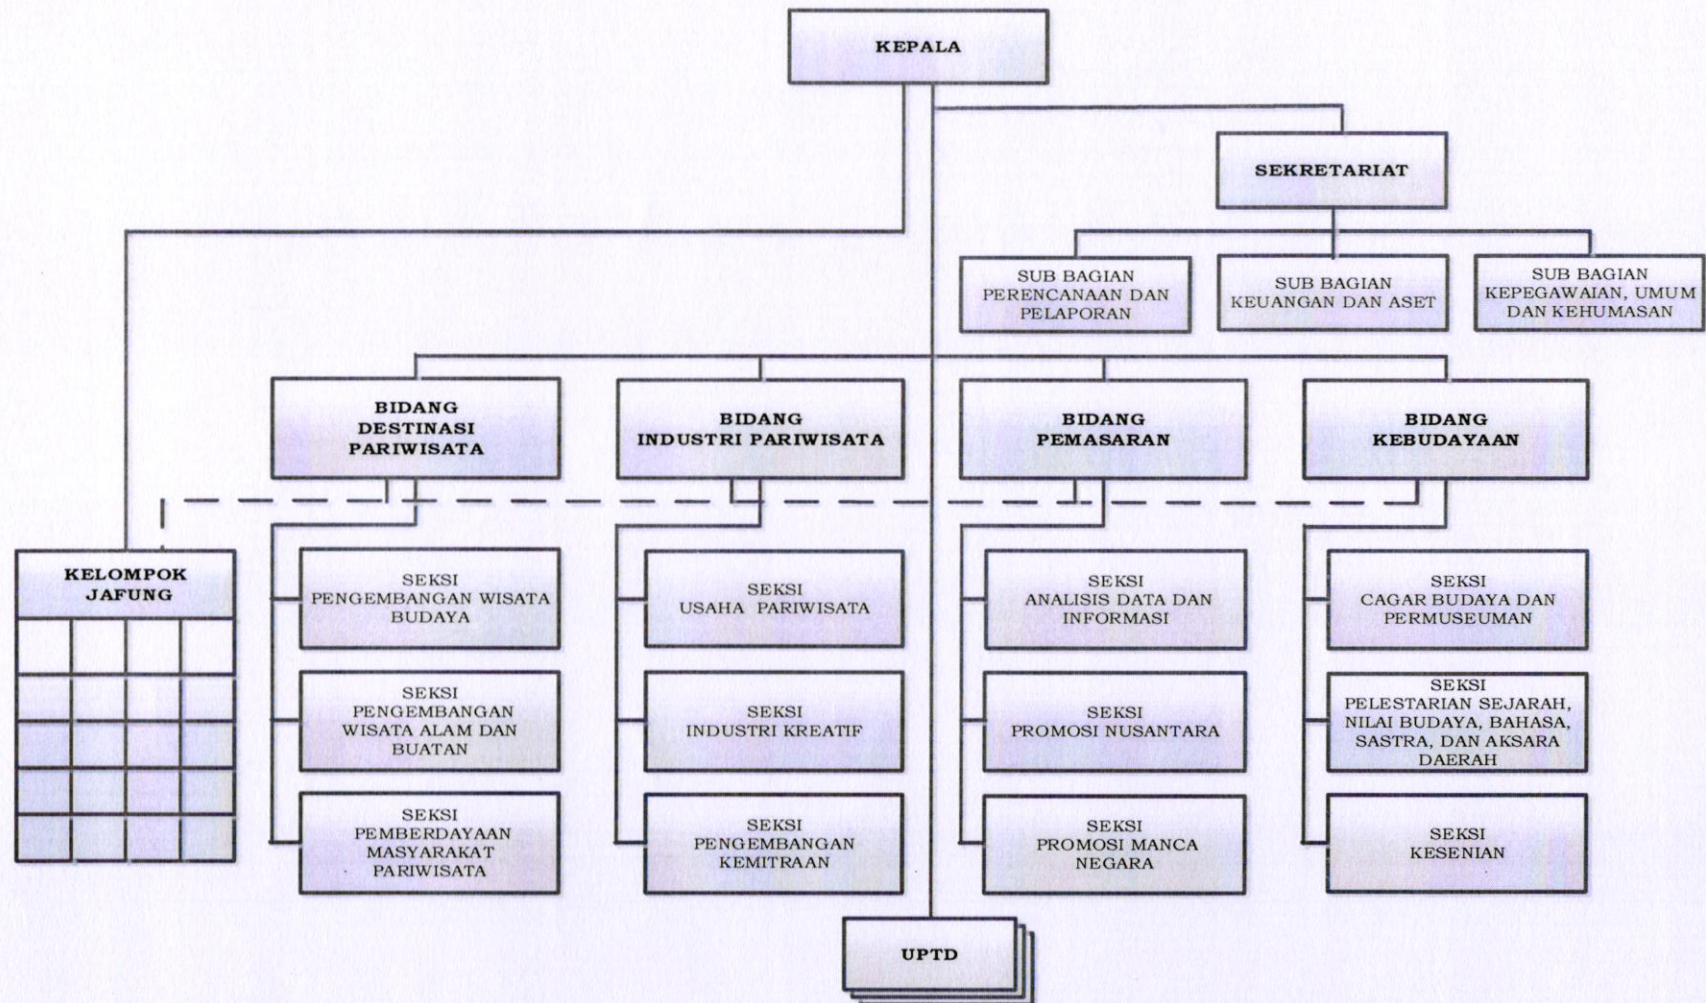 KEPALA
SEKRETARIAT
SUB BAGIAN
PERENCANAAN DAN
PELAPORAN
SUB BAGIAN
KEUANGAN DAN ASET
SUB BAGIAN
KEPEGAWAIAN, UMUM
DAN KEHUMASAN
BIDANG
DESTINASI
PARIWISATA
BIDANG
INDUSTRI PARIWISATA
BIDANG
PEMASARAN
BIDANG
KEBUDAYAAN
KELOMPOK
JAFUNG
SEKSI
PENGEMBANGAN WISATA
BUDAYA
SEKSI
PENGEMBANGAN
WISATA ALAM DAN
BUATAN
SEKSI
PEMBERDAYAAN
MASYARAKAT
PARIWISATA
SEKSI
USAHA PARIWISATA
SEKSI
INDUSTRI KREATIF
SEKSI
PENGEMBANGAN
KEMITRAAN
SEKSI
ANALISIS DATA DAN
INFORMASI
SEKSI
PROMOSI NUSANTARA
SEKSI
PROMOSI MANCA
NEGARA
SEKSI
CAGAR BUDAYA DAN
PERMUSEUMAN
SEKSI
PELESTARIAN SEJARAH,
NILAI BUDAYA, BAHASA,
SASTRA, DAN AKSARA
DAERAH
SEKSI
KESENIAN
UPTD